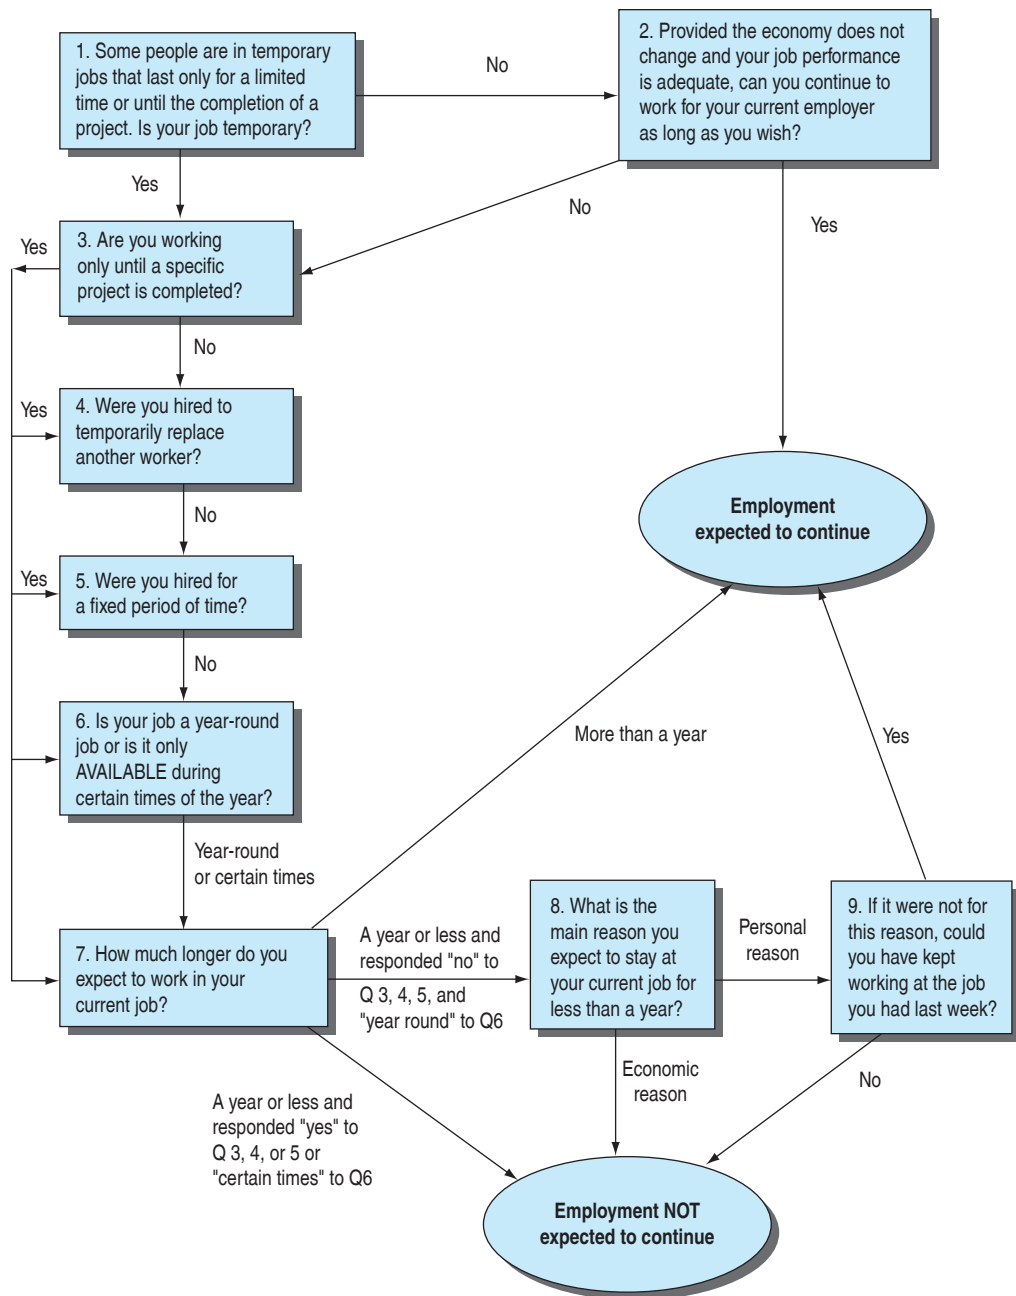 1. Some people are in temporary
jobs that last only for a limited
time or until the completion of a
project. Is your job temporary?
No
2. Provided the economy does not
change and your job performance
is adequate, can you continue to
work for your current employer
as long as you wish?
Yes
No
Yes
Yes
3. Are you working
only until a specific
project is completed?
No
Yes
4. Were you hired to
temporarily replace
another worker?
No
Employment
expected to continue
Yes
5. Were you hired for
a fixed period of time?
No
6. Is your job a year-round
job or is it only
AVAILABLE during
certain times of the year?
More than a year
Yes
Year-round
or certain times
7. How much longer do you
expect to work in your
current job?
A year or less and
responded "no" to
Q 3, 4, 5, and
"year round" to Q6
8. What is the
main reason you
expect to stay at
your current job for
less than a year?
Personal
reason
9. If it were not for
this reason, could
you have kept
working at the job
you had last week?
Economic
reason
No
A year or less and
responded "yes" to
Q 3, 4, or 5 or
"certain times" to Q6
Employment NOT
expected to continue